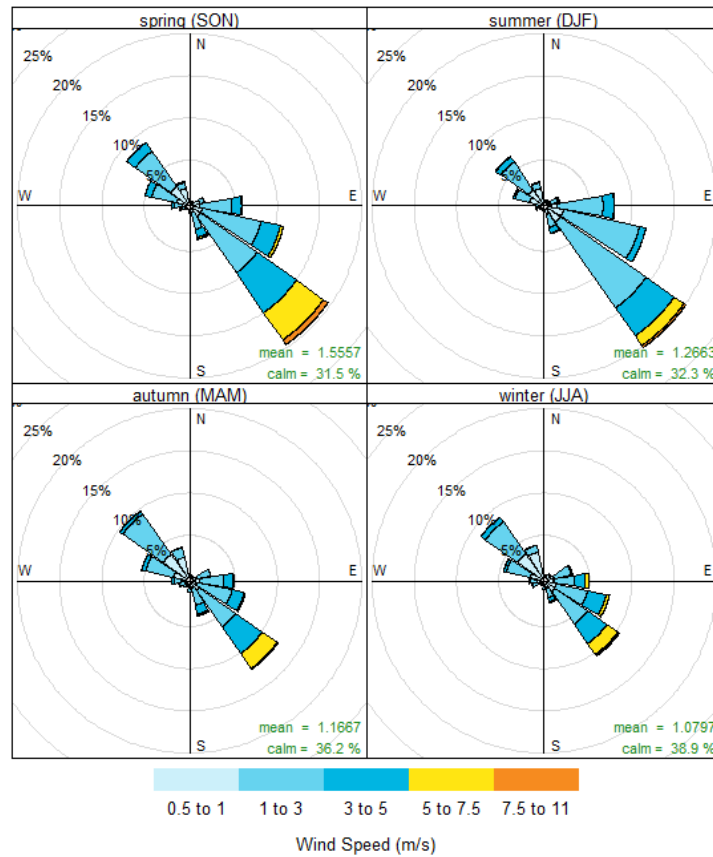 spring (SON)
25%
20%
15%
10%
5%
N
W
E
S
mean = 1.5557
calm = 31.5 %
summer (DJF)
25%
20%
15%
10%
5%
N
W
E
S
mean = 1.2663
calm = 32.3 %
autumn (MAM)
25%
20%
15%
10%
5%
N
W
E
S
mean = 1.1667
calm = 36.2 %
winter (JJA)
25%
20%
15%
10%
5%
N
W
E
S
mean = 1.0797
calm = 38.9 %
0.5 to 1
1 to 3
3 to 5
5 to 7.5
7.5 to 11
Wind Speed (m/s)